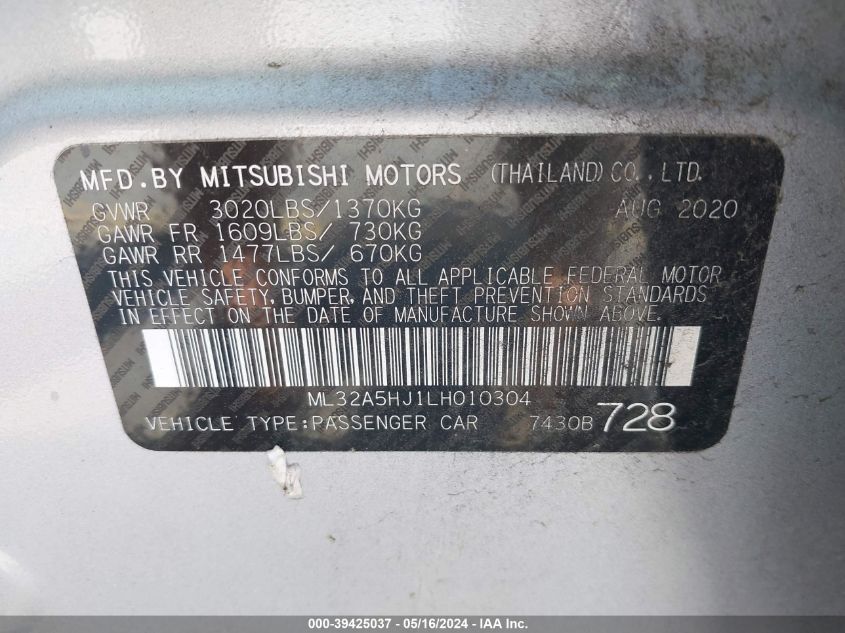 MFD.BY MITSUBISHI MOTORS (THAILAND)CO.,LTD.
GVWR 3020LBS/1370KG AUG 2020
GAWR FR 1609LBS/ 730KG
GAWR RR 1477LBS/ 670KG
THIS VEHICLE CONFORMS TO ALL APPLICABLE FEDERAL MOTOR
VEHICLE SAFETY, BUMPER, AND THEFT PREVENTION STANDARDS
IN EFFECT ON THE DATE OF MANUFACTURE SHOWN ABOVE.
ML32A5HJ1LH010304
VEHICLE TYPE:PASSENGER CAR 7430B 728
000-39425037 - 05/16/2024 - IAA Inc.